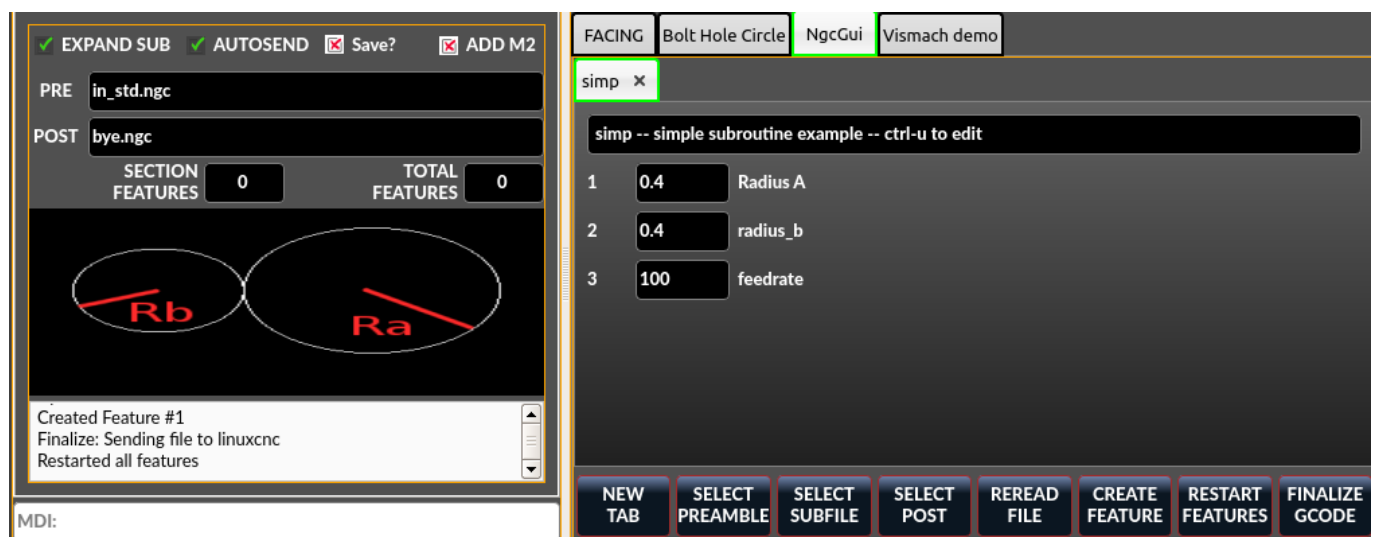 EXPAND SUB AUTOSEND Save? ADD M2
PRE in_std.ngc
POST bye.ngc
SECTION FEATURES 0 TOTAL FEATURES 0
Rb
Ra
Created Feature #1
Finalize: Sending file to linuxcnc
Restarted all features
MDI:
FACING Bolt Hole Circle NgcGui Vismach demo
simp ×
simp -- simple subroutine example -- ctrl-u to edit
1 0.4 Radius A
2 0.4 radius_b
3 100 feedrate
NEW TAB SELECT PREAMBLE SELECT SUBFILE SELECT POST REREAD FILE CREATE FEATURE RESTART FEATURES FINALIZE GCODE